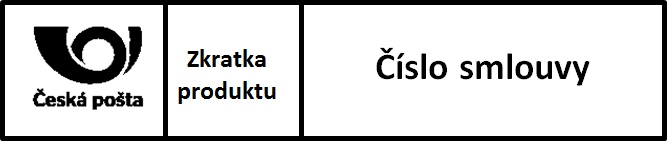 Česká pošta
Zkratka
produktu
Číslo smlouvy